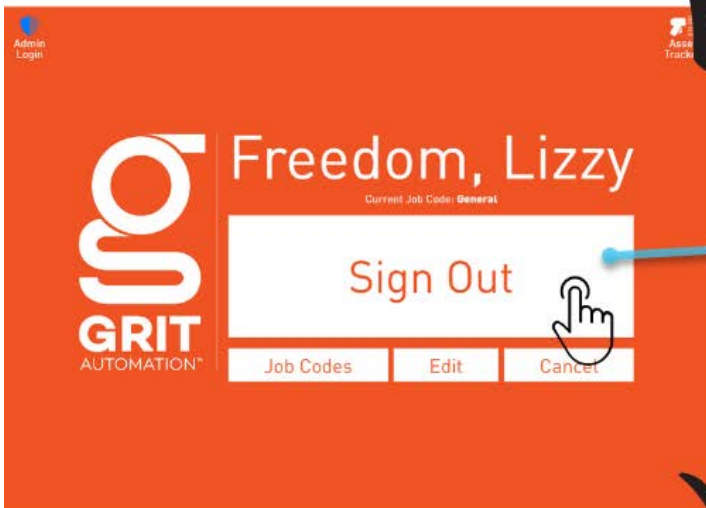 Admin
Login
Freedom, Lizzy
Current Job Code: General
Sign Out
Job Codes
Edit
Cancel
GRIT
AUTOMATION™